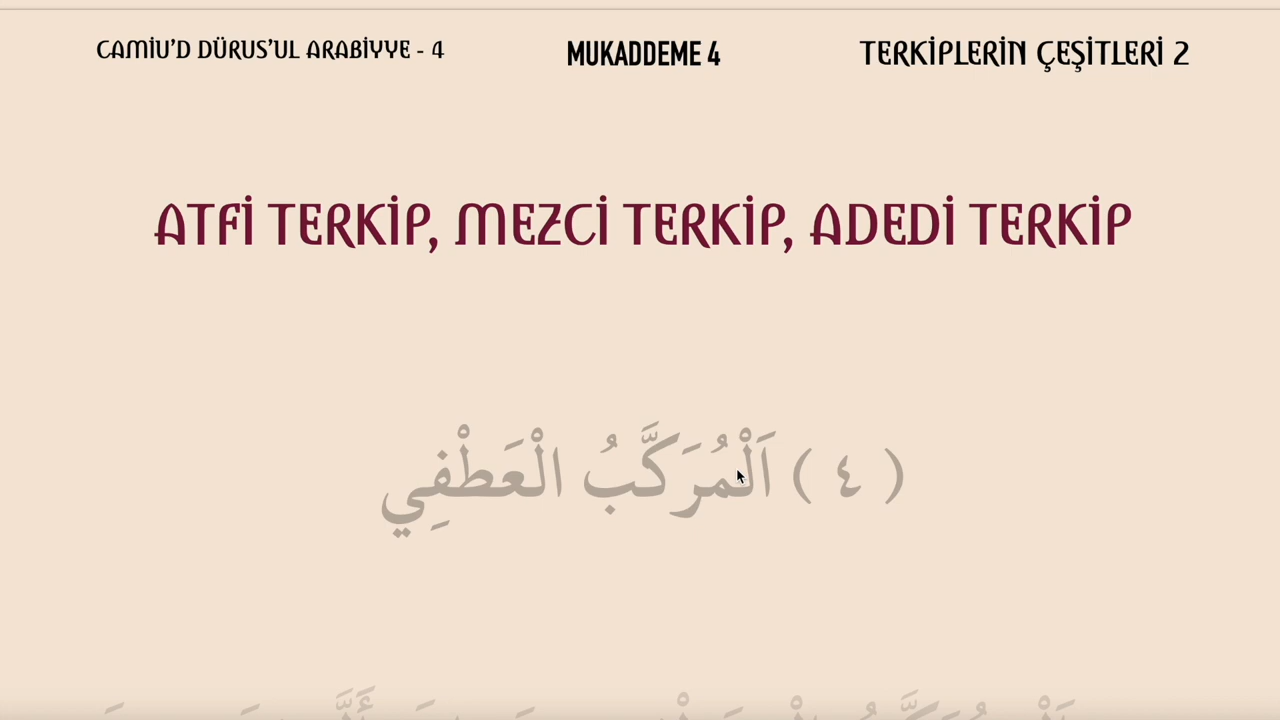 CAMİU'D DÜRUS'UL ARABİYYE - 4
MUKADDEME 4
TERKİPLERİN ÇEŞİTLERİ 2
ATFİ TERKİP, MEZCİ TERKİP, ADEDİ TERKİP
( ٤ ) اَلْمُرَكَّبُ الْعَطْفِي